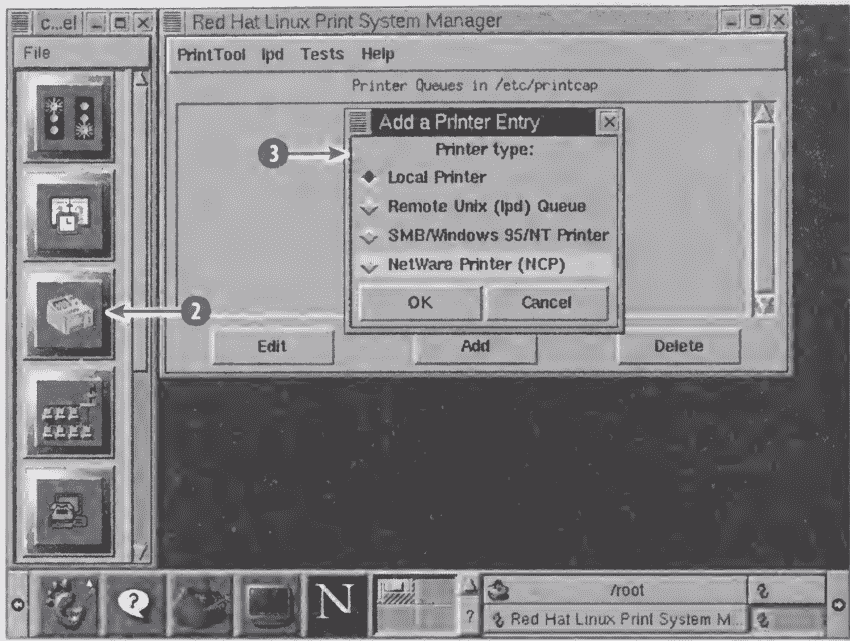 c...el
Red Hat Linux Print System Manager
File
PrintTool lpd Tests Help
Printer Queues in /etc/printcap
Add a Printer Entry
3
Printer type:
Local Printer
Remote Unix (lpd) Queue
SMB/Windows 95/NT Printer
NetWare Printer (NCP)
2
OK Cancel
Edit Add Delete
?
N
?
/root
Red Hat Linux Print System M...